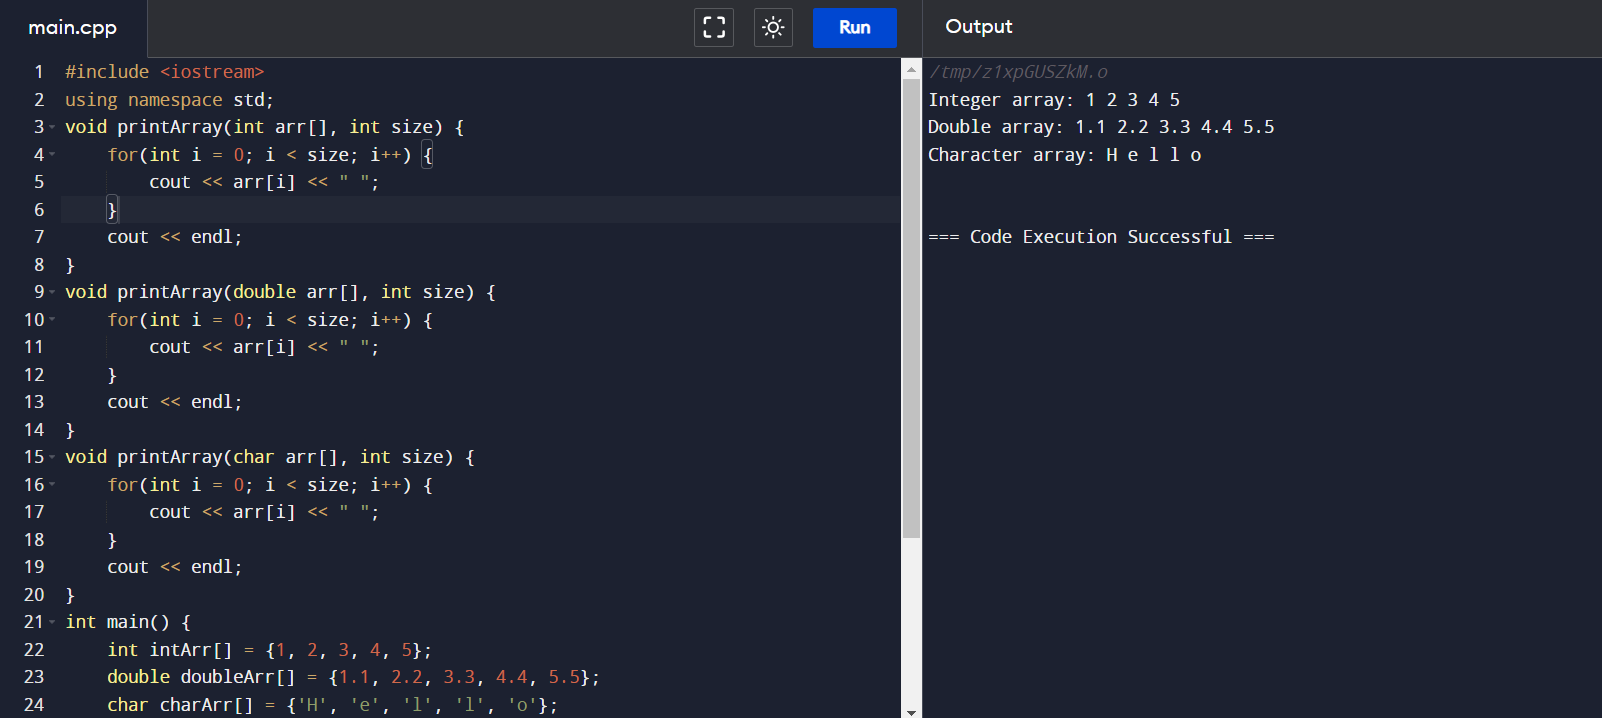 main.cpp
Run
1 #include <iostream>
2 using namespace std;
3 void printArray(int arr[], int size) {
4     for(int i = 0; i < size; i++) {
5         cout << arr[i] << " ";
6     }
7     cout << endl;
8 }
9 void printArray(double arr[], int size) {
10     for(int i = 0; i < size; i++) {
11         cout << arr[i] << " ";
12     }
13     cout << endl;
14 }
15 void printArray(char arr[], int size) {
16     for(int i = 0; i < size; i++) {
17         cout << arr[i] << " ";
18     }
19     cout << endl;
20 }
21 int main() {
22     int intArr[] = {1, 2, 3, 4, 5};
23     double doubleArr[] = {1.1, 2.2, 3.3, 4.4, 5.5};
24     char charArr[] = {'H', 'e', 'l', 'l', 'o'};
Output
/tmp/z1xpGUSZkM.o
Integer array: 1 2 3 4 5
Double array: 1.1 2.2 3.3 4.4 5.5
Character array: H e l l o
=== Code Execution Successful ===